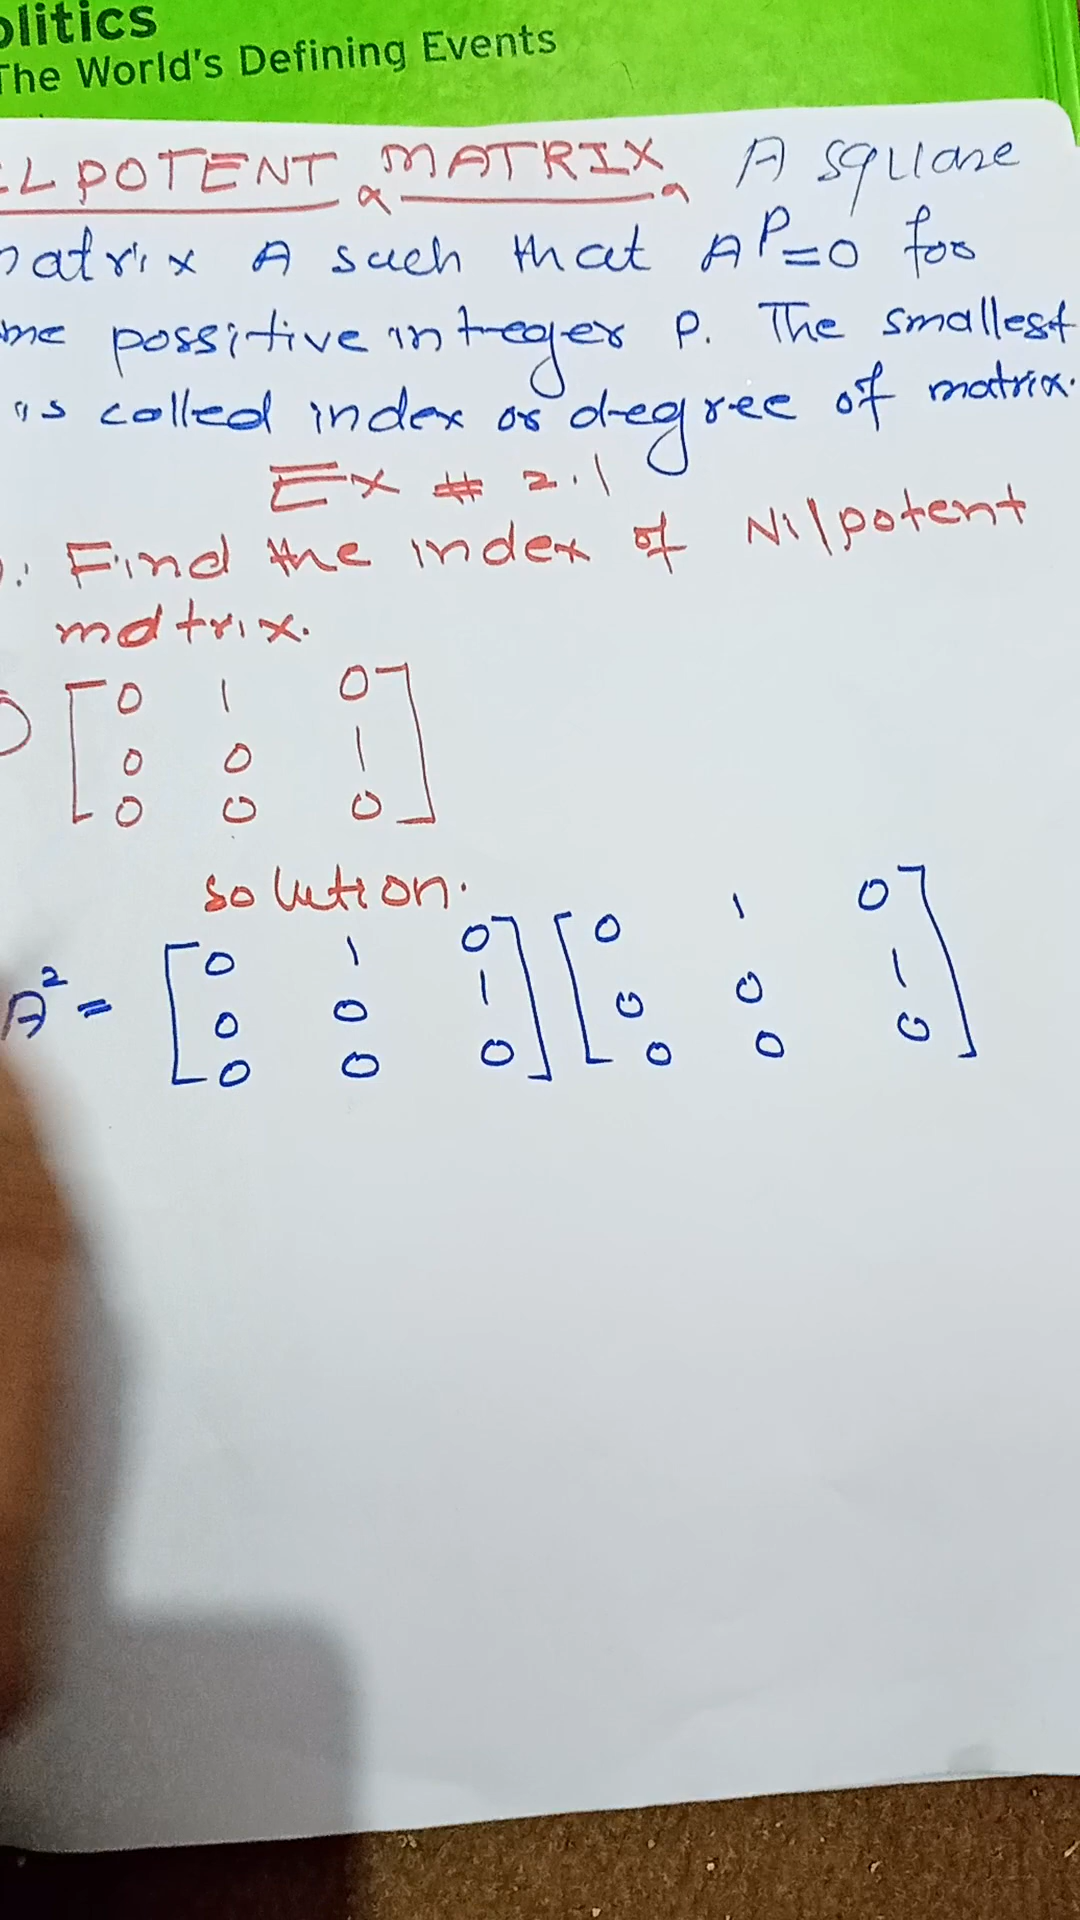 olitics
The World's Defining Events
LPOTENT MATRIX A square
matrix A such that A^P=0 for
me possitive integer P. The smallest
is called index or degree of matrix.
Ex # 2.1
Find the index of Nilpotent
matrix.
[0 1 0]
[0 0 1]
[0 0 0]
solution.
A² = [0 1 0] [0 1 0]
[0 0 1] [0 0 1]
[0 0 0] [0 0 0]